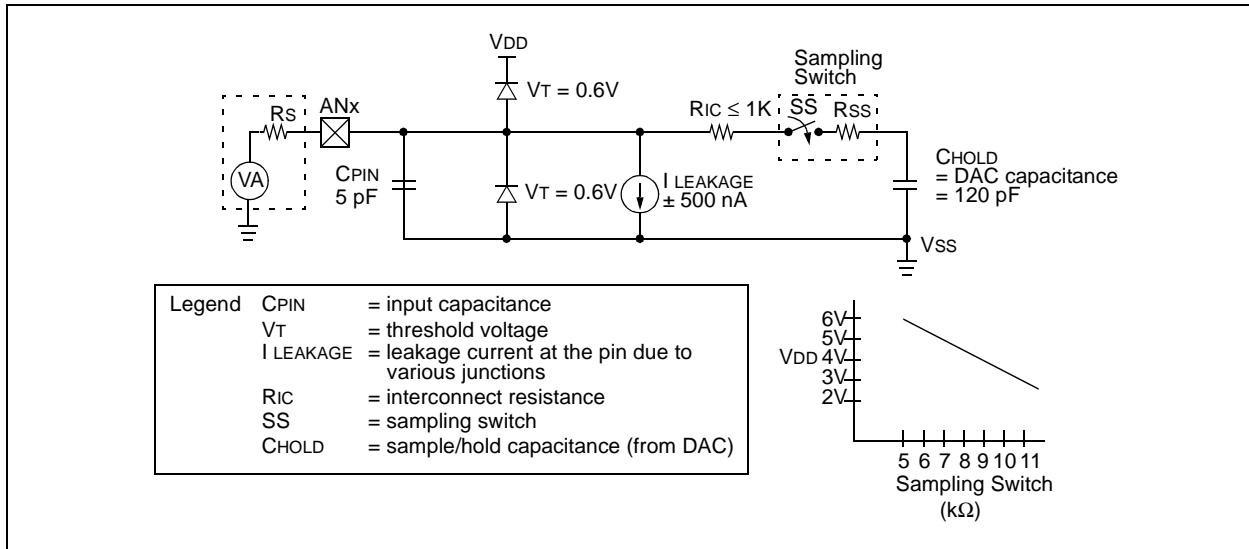 VDD
Sampling
Switch
VT = 0.6V
RS
ANx
RIC ≤ 1K
SS
RSS
VA
CPIN
5 pF
VT = 0.6V
I LEAKAGE
± 500 nA
CHOLD
= DAC capacitance
= 120 pF
VSS
Legend CPIN = input capacitance
VT = threshold voltage
I LEAKAGE = leakage current at the pin due to
various junctions
RIC = interconnect resistance
SS = sampling switch
CHOLD = sample/hold capacitance (from DAC)
6V
5V
VDD 4V
3V
2V
5 6 7 8 9 10 11
Sampling Switch
(kΩ)